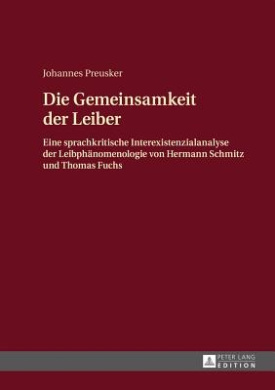 Johannes Preusker
Die Gemeinsamkeit
der Leiber
Eine sprachkritische Interexistenzialanalyse
der Leibphänomenologie von Hermann Schmitz
und Thomas Fuchs
PETER LANG
EDITION